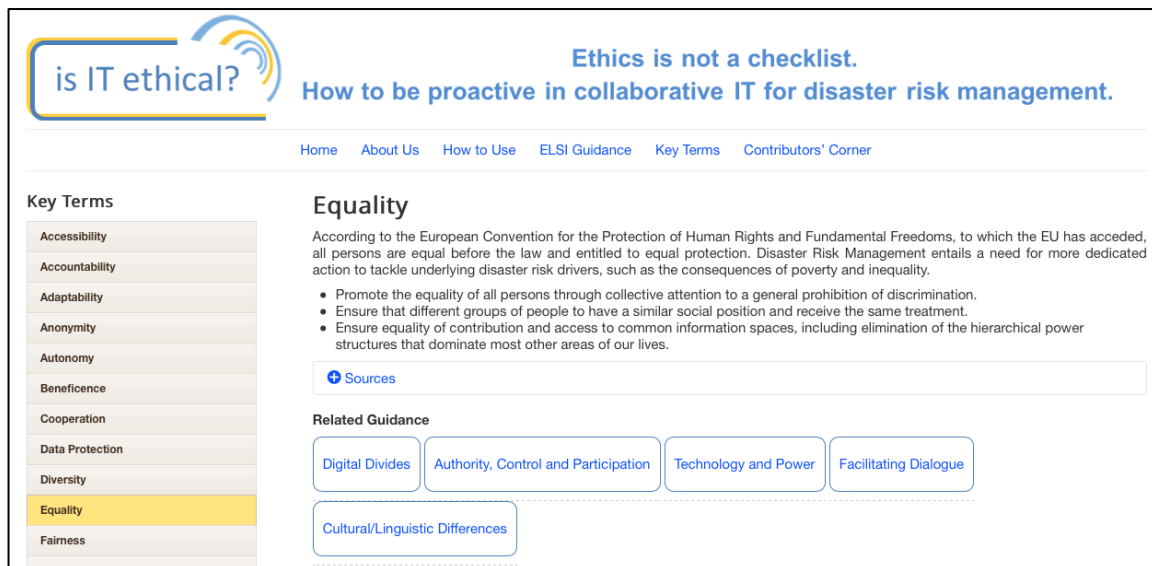 is IT ethical?
Ethics is not a checklist.
How to be proactive in collaborative IT for disaster risk management.
Home About Us How to Use ELSI Guidance Key Terms Contributors' Corner
Key Terms
Accessibility
Accountability
Adaptability
Anonymity
Autonomy
Beneficence
Cooperation
Data Protection
Diversity
Equality
Fairness
Equality
According to the European Convention for the Protection of Human Rights and Fundamental Freedoms, to which the EU has acceded,
all persons are equal before the law and entitled to equal protection. Disaster Risk Management entails a need for more dedicated
action to tackle underlying disaster risk drivers, such as the consequences of poverty and inequality.
• Promote the equality of all persons through collective attention to a general prohibition of discrimination.
• Ensure that different groups of people to have a similar social position and receive the same treatment.
• Ensure equality of contribution and access to common information spaces, including elimination of the hierarchical power
structures that dominate most other areas of our lives.
Sources
Related Guidance
Digital Divides Authority, Control and Participation Technology and Power Facilitating Dialogue
Cultural/Linguistic Differences